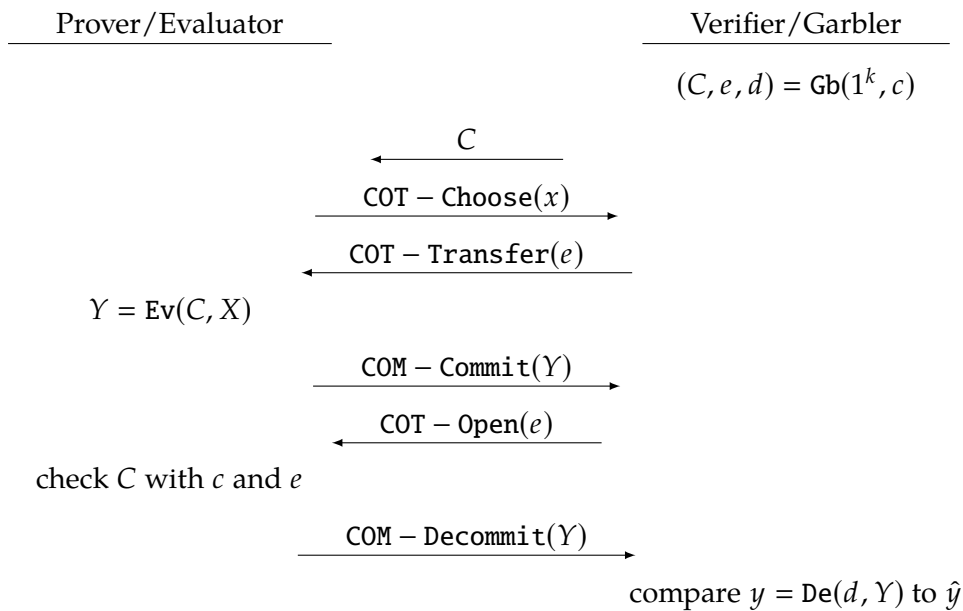 Prover/Evaluator Verifier/Garbler
(C, e, d) = Gb(1^k, c)
C
COT − Choose(x)
COT − Transfer(e)
Y = Ev(C, X)
COM − Commit(Y)
COT − Open(e)
check C with c and e
COM − Decommit(Y)
compare y = De(d, Y) to ŷ